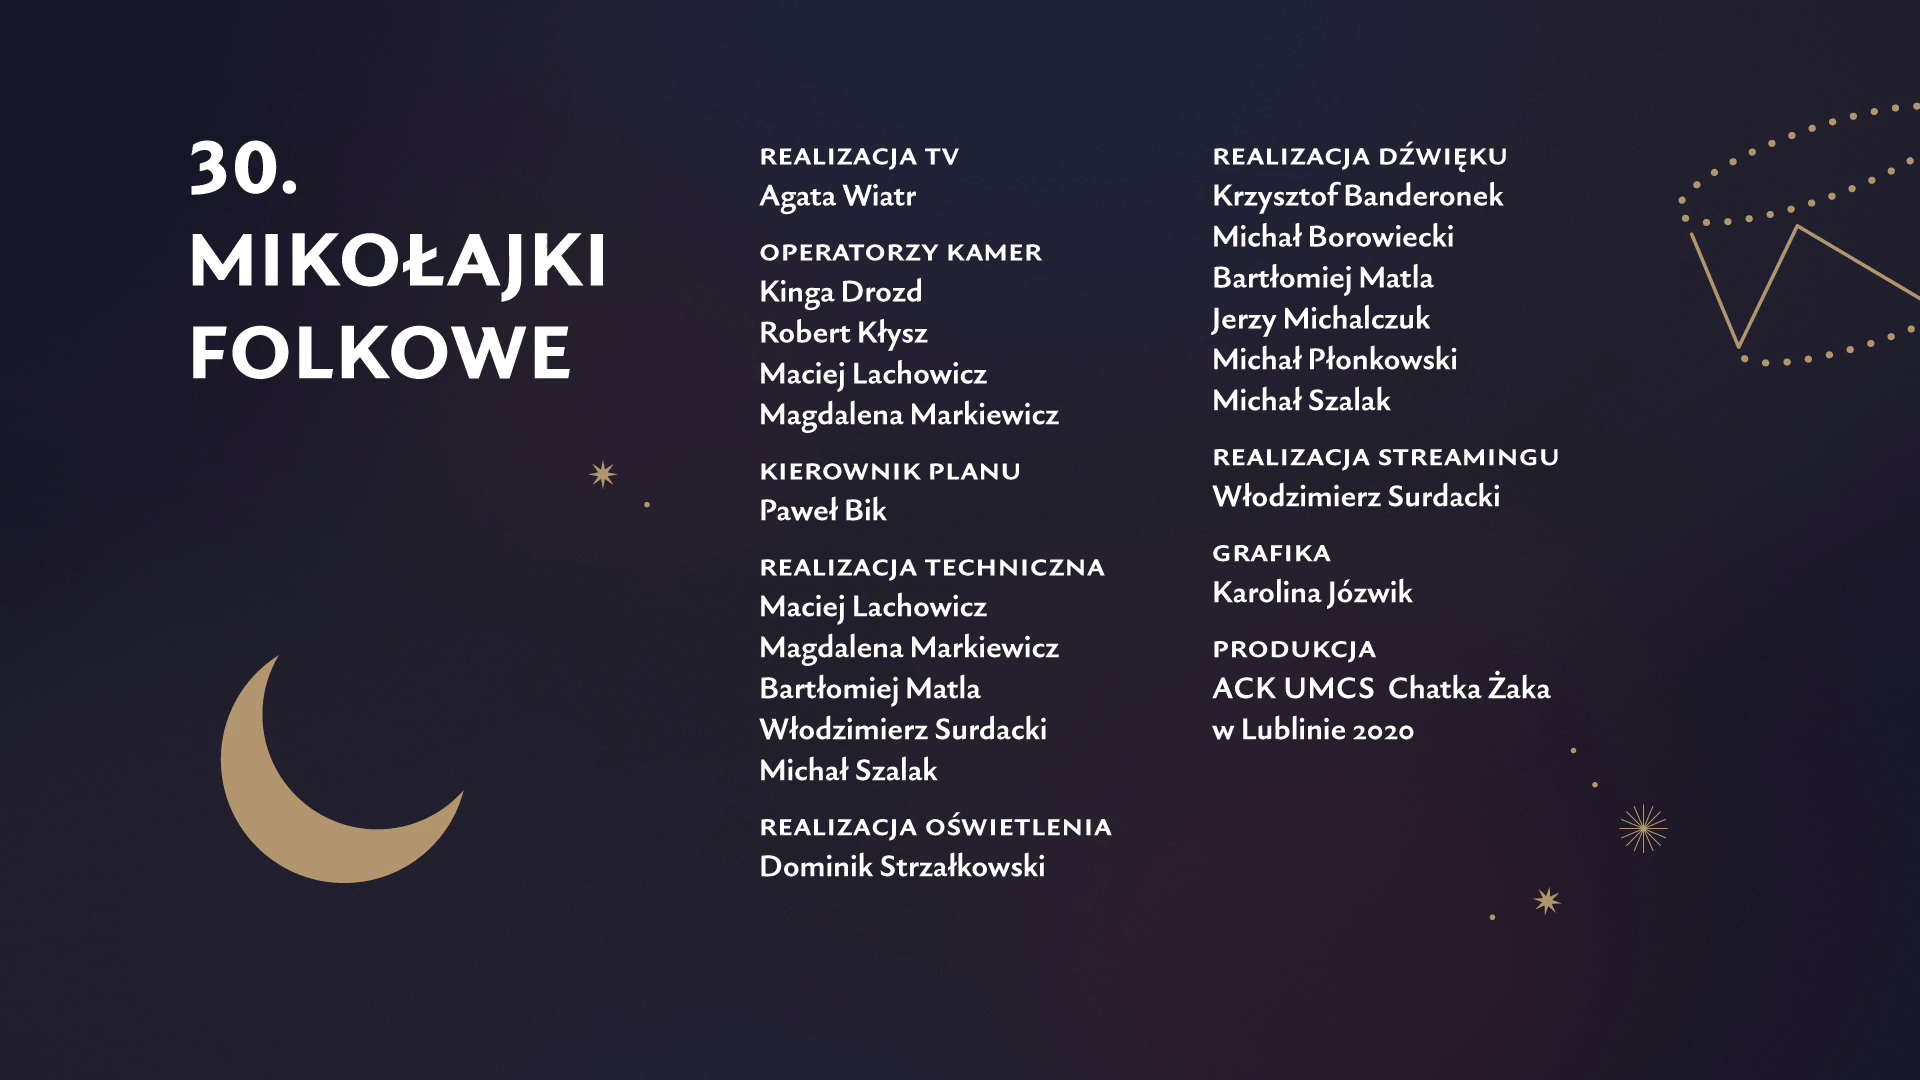 30.
MIKOŁAJKI
FOLKOWE
REALIZACJA TV
Agata Wiatr
OPERATORZY KAMER
Kinga Drozd
Robert Kłysz
Maciej Lachowicz
Magdalena Markiewicz
KIEROWNIK PLANU
Paweł Bik
REALIZACJA TECHNICZNA
Maciej Lachowicz
Magdalena Markiewicz
Bartłomiej Matla
Włodzimierz Surdacki
Michał Szalak
REALIZACJA OŚWIETLENIA
Dominik Strzałkowski
REALIZACJA DŹWIĘKU
Krzysztof Banderonek
Michał Borowiecki
Bartłomiej Matla
Jerzy Michalczuk
Michał Płonkowski
Michał Szalak
REALIZACJA STREAMINGU
Włodzimierz Surdacki
GRAFIKA
Karolina Józwik
PRODUKCJA
ACK UMCS Chatka Żaka
w Lublinie 2020